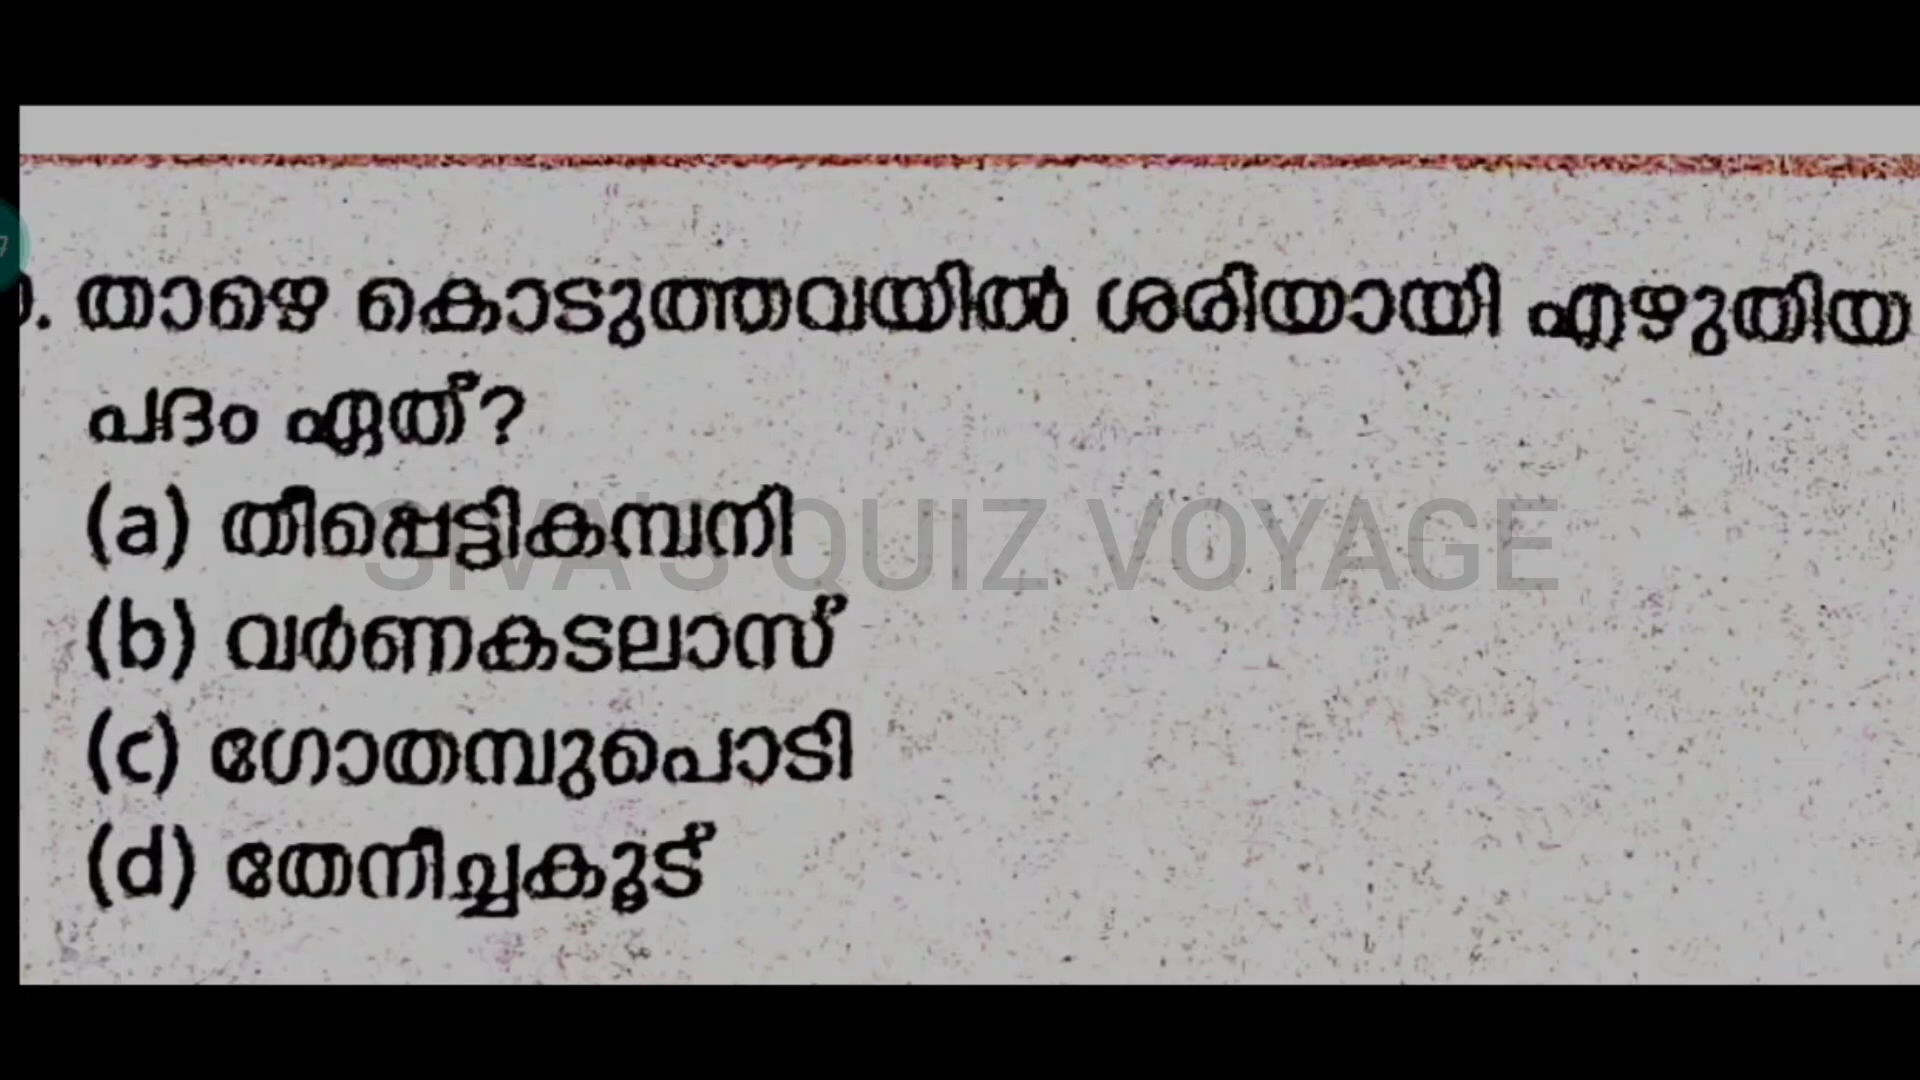 . താഴെ കൊടുത്തവയിൽ ശരിയായി എഴുതിയ
പദം ഏത്?
(a) തീപ്പെട്ടികമ്പനി
SIVA'S QUIZ VOYAGE
(b) വർണകടലാസ്
(c) ഗോതമ്പുപൊടി
(d) തേനീച്ചകൂട്